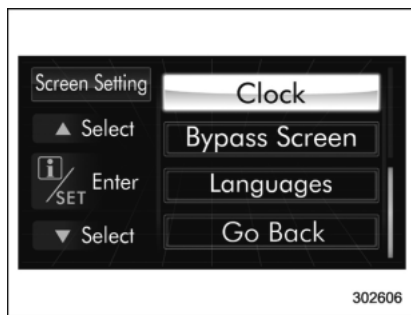 Screen Setting
Clock
▲ Select
Bypass Screen
i/SET Enter
Languages
▼ Select
Go Back
302606